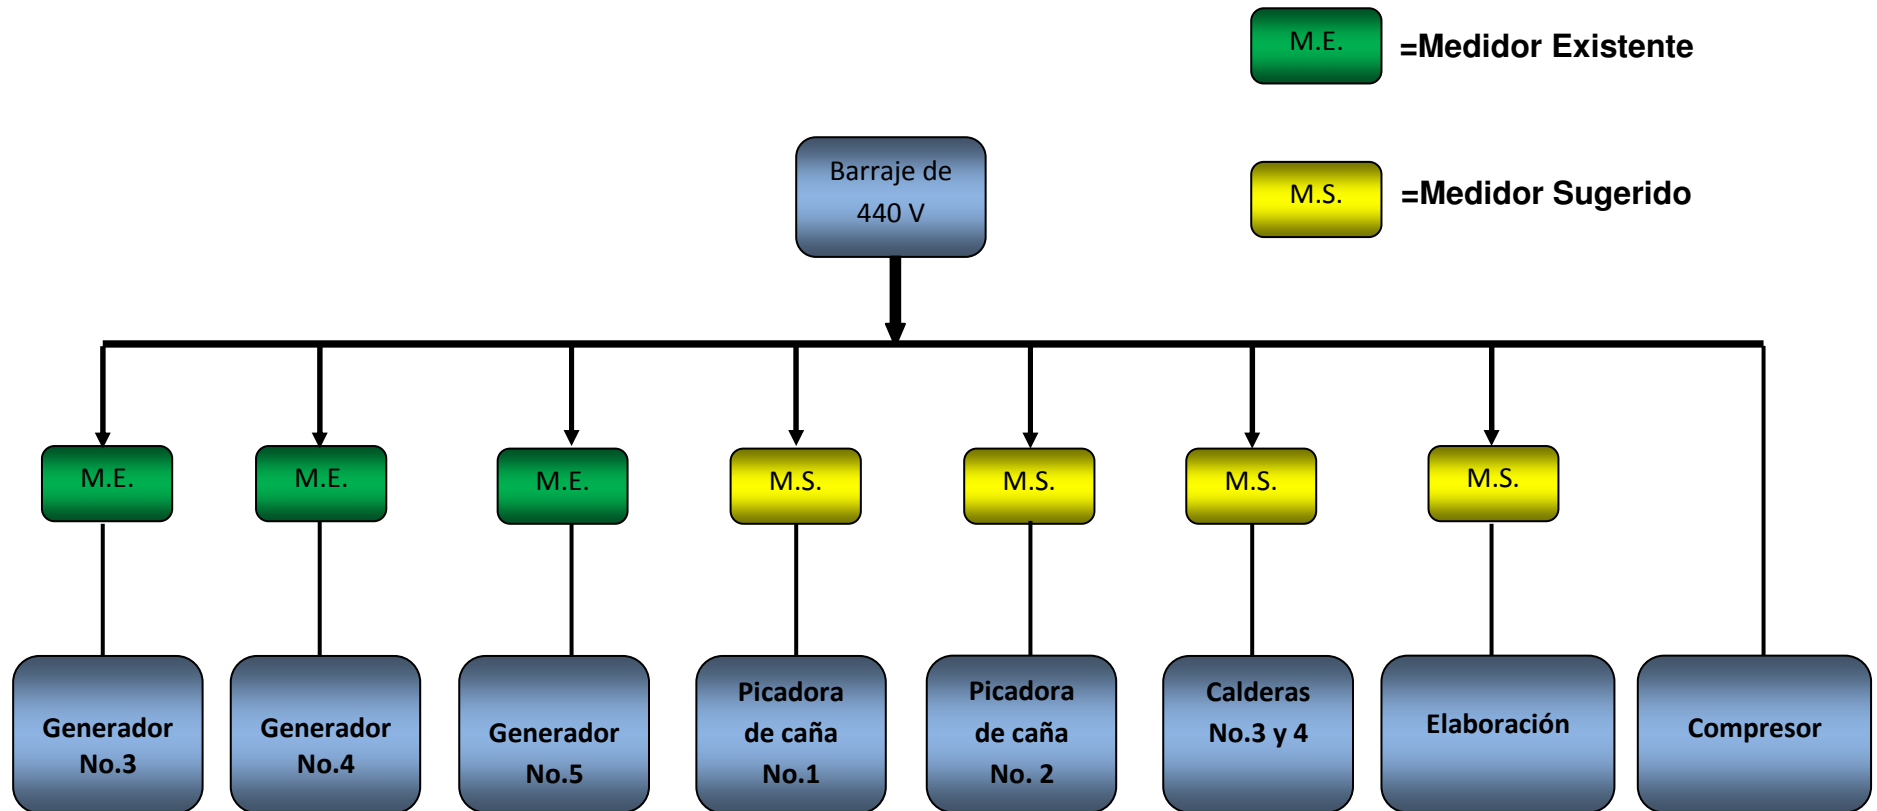 M.E.
=Medidor Existente
Barraje de
440 V
M.S.
=Medidor Sugerido
M.E.
M.E.
M.E.
M.S.
M.S.
M.S.
M.S.
Generador
No.3
Generador
No.4
Generador
No.5
Picadora
de caña
No.1
Picadora
de caña
No. 2
Calderas
No.3 y 4
Elaboración
Compresor